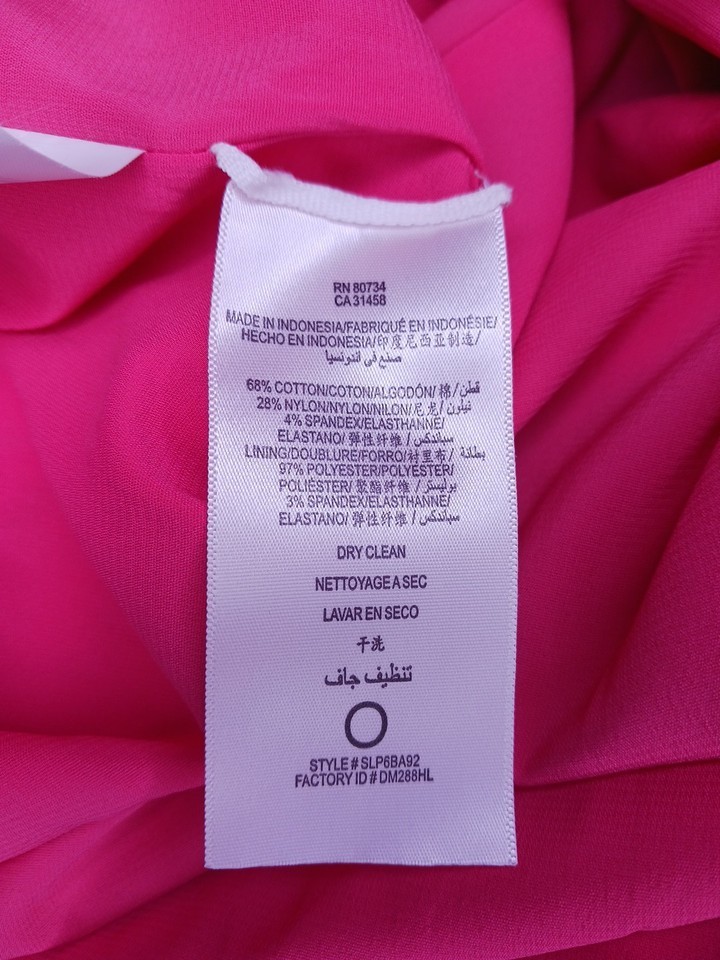 RN 80734
CA 31458
MADE IN INDONESIA/FABRIQUÉ EN INDONÉSIE/
HECHO EN INDONESIA/印度尼西亚制造/
صنع في اندونسيا
68% COTTON/COTON/ALGODÓN/棉/قطن/
28% NYLON/NYLON/NILON/尼龙/نيلون/
4% SPANDEX/ELASTHANNE/
ELASTANO/弹性纤维/سباندكس/
LINING/DOUBLURE/FORRO/衬里布/بطانة/
97% POLYESTER/POLYESTER/
POLIÉSTER/聚酯纤维/بوليستر/
3% SPANDEX/ELASTHANNE/
ELASTANO/弹性纤维/سباندكس
DRY CLEAN
NETTOYAGE A SEC
LAVAR EN SECO
干洗
تنظيف جاف
STYLE # SLP6BA92
FACTORY ID # DM288HL